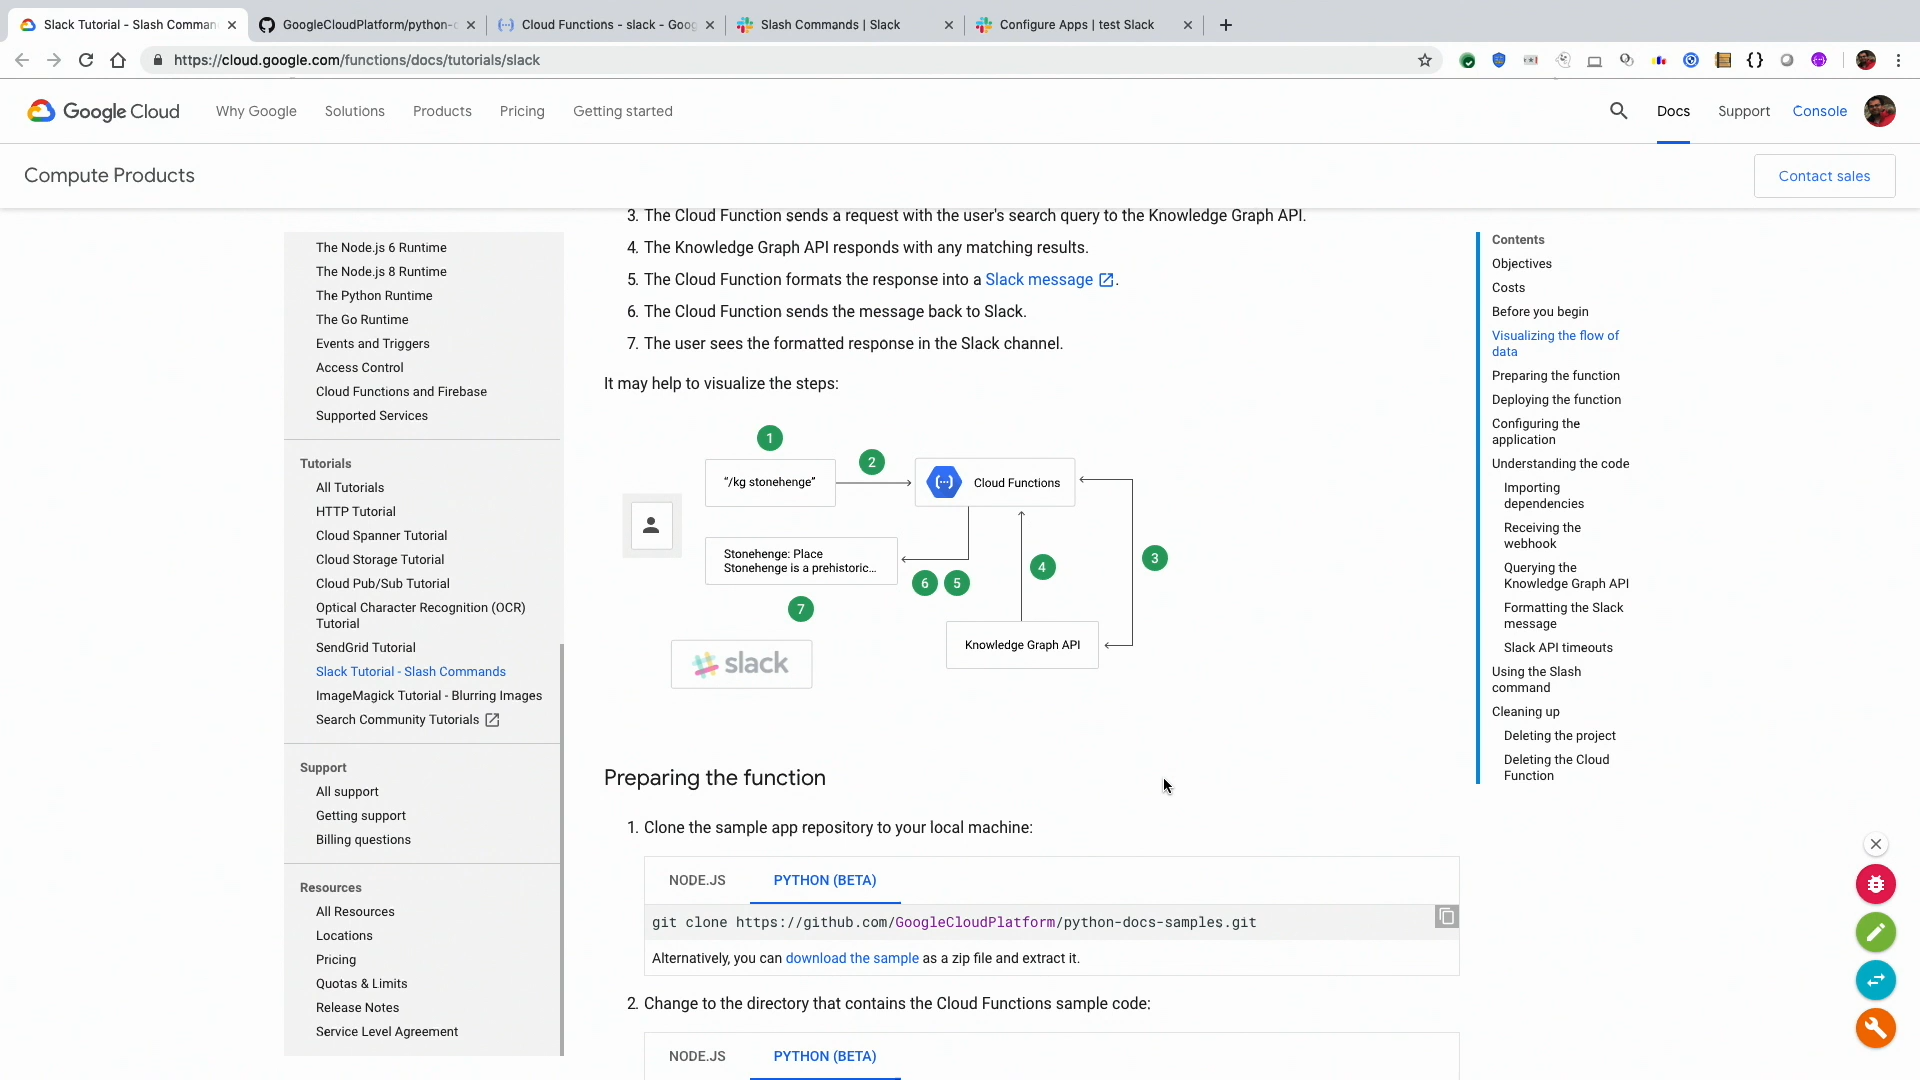 Slack Tutorial - Slash Comman
GoogleCloudPlatform/python-
Cloud Functions - slack - Goog
Slash Commands | Slack
Configure Apps | test Slack
https://cloud.google.com/functions/docs/tutorials/slack
Google Cloud
Why Google
Solutions
Products
Pricing
Getting started
Docs
Support
Console
Compute Products
Contact sales
The Node.js 6 Runtime
The Node.js 8 Runtime
The Python Runtime
The Go Runtime
Events and Triggers
Access Control
Cloud Functions and Firebase
Supported Services
Tutorials
All Tutorials
HTTP Tutorial
Cloud Spanner Tutorial
Cloud Storage Tutorial
Cloud Pub/Sub Tutorial
Optical Character Recognition (OCR)
Tutorial
SendGrid Tutorial
Slack Tutorial - Slash Commands
ImageMagick Tutorial - Blurring Images
Search Community Tutorials
Support
All support
Getting support
Billing questions
Resources
All Resources
Locations
Pricing
Quotas & Limits
Release Notes
Service Level Agreement
3. The Cloud Function sends a request with the user's search query to the Knowledge Graph API.
4. The Knowledge Graph API responds with any matching results.
5. The Cloud Function formats the response into a Slack message.
6. The Cloud Function sends the message back to Slack.
7. The user sees the formatted response in the Slack channel.
It may help to visualize the steps:
1
2
“/kg stonehenge”
Cloud Functions
Stonehenge: Place
Stonehenge is a prehistoric...
3
4
6
5
7
Knowledge Graph API
slack
Preparing the function
1. Clone the sample app repository to your local machine:
NODE.JS
PYTHON (BETA)
git clone https://github.com/GoogleCloudPlatform/python-docs-samples.git
Alternatively, you can download the sample as a zip file and extract it.
2. Change to the directory that contains the Cloud Functions sample code:
NODE.JS
PYTHON (BETA)
Contents
Objectives
Costs
Before you begin
Visualizing the flow of
data
Preparing the function
Deploying the function
Configuring the
application
Understanding the code
Importing
dependencies
Receiving the
webhook
Querying the
Knowledge Graph API
Formatting the Slack
message
Slack API timeouts
Using the Slash
command
Cleaning up
Deleting the project
Deleting the Cloud
Function